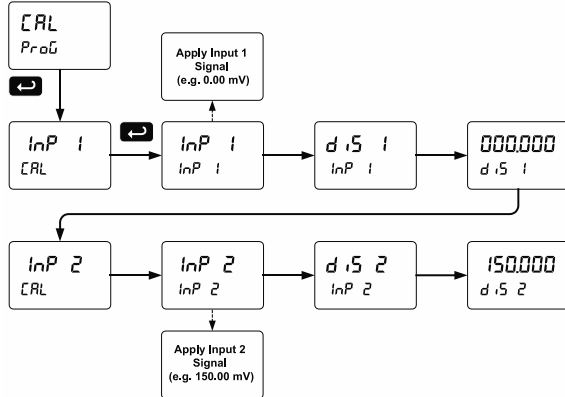 CAL
ProG
Apply Input 1
Signal
(e.g. 0.00 mV)
InP 1
CAL
InP 1
InP 1
diS 1
InP 1
000.000
diS 1
InP 2
CAL
InP 2
InP 2
diS 2
InP 2
150.000
diS 2
Apply Input 2
Signal
(e.g. 150.00 mV)